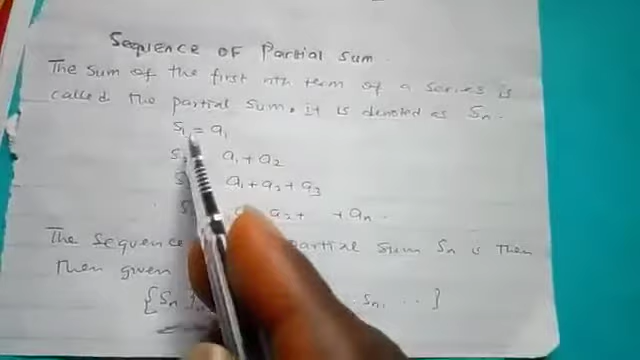 Sequence of Partial Sum.
The sum of the first nth term of a series is
called the partial sum. it is denoted as Sn.
S1 = a1
S2 a1 + a2
S a1 + a2 + a3
S a2 + + an.
The Sequence partial sum Sn is then
then given
{Sn } Sn, .. }